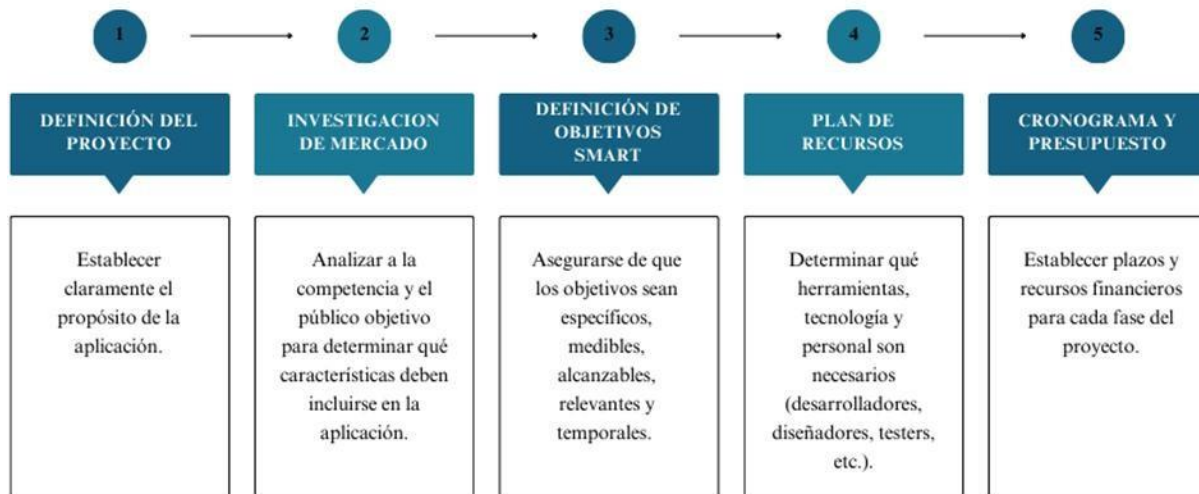 1
2
3
4
5
DEFINICIÓN DEL
PROYECTO
INVESTIGACION
DE MERCADO
DEFINICIÓN DE
OBJETIVOS
SMART
PLAN DE
RECURSOS
CRONOGRAMA Y
PRESUPUESTO
Establecer
claramente el
propósito de la
aplicación.
Analizar a la
competencia y el
público objetivo
para determinar qué
características deben
incluirse en la
aplicación.
Asegurarse de que
los objetivos sean
específicos,
medibles,
alcanzables,
relevantes y
temporales.
Determinar qué
herramientas,
tecnología y
personal son
necesarios
(desarrolladores,
diseñadores, testers,
etc.).
Establecer plazos y
recursos financieros
para cada fase del
proyecto.